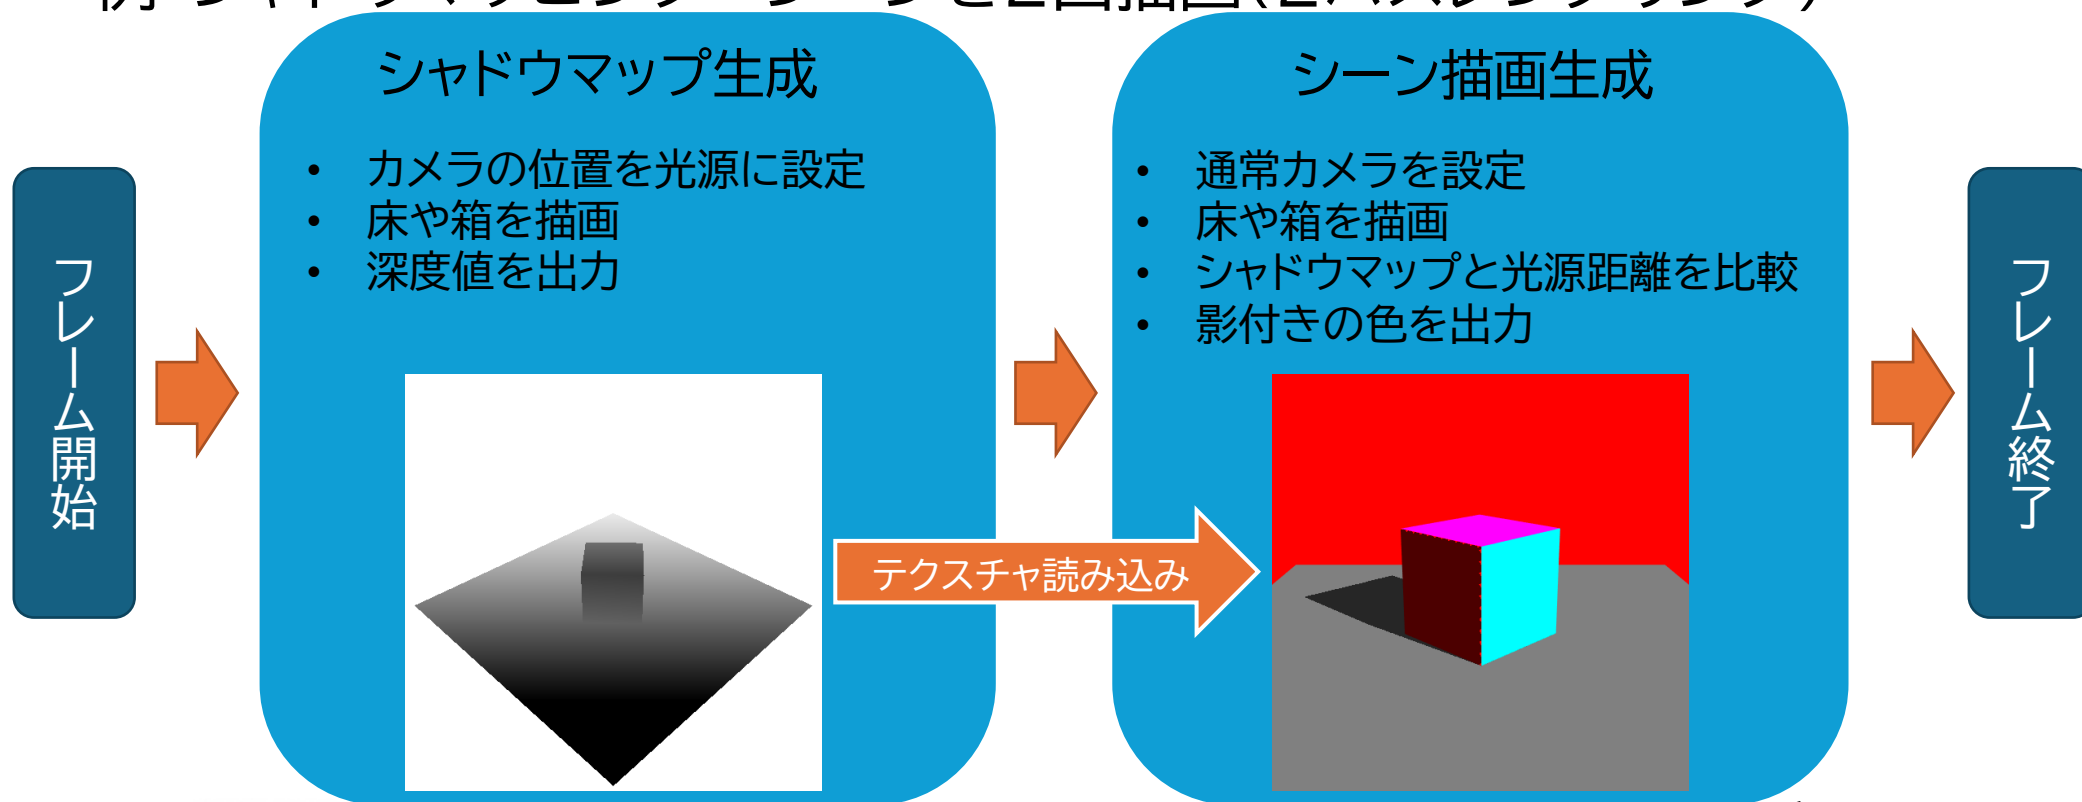 シャドウマップ生成
• カメラの位置を光源に設定
• 床や箱を描画
• 深度値を出力
シーン描画生成
• 通常カメラを設定
• 床や箱を描画
• シャドウマップと光源距離を比較
• 影付きの色を出力
フレーム開始
テクスチャ読み込み
フレーム終了